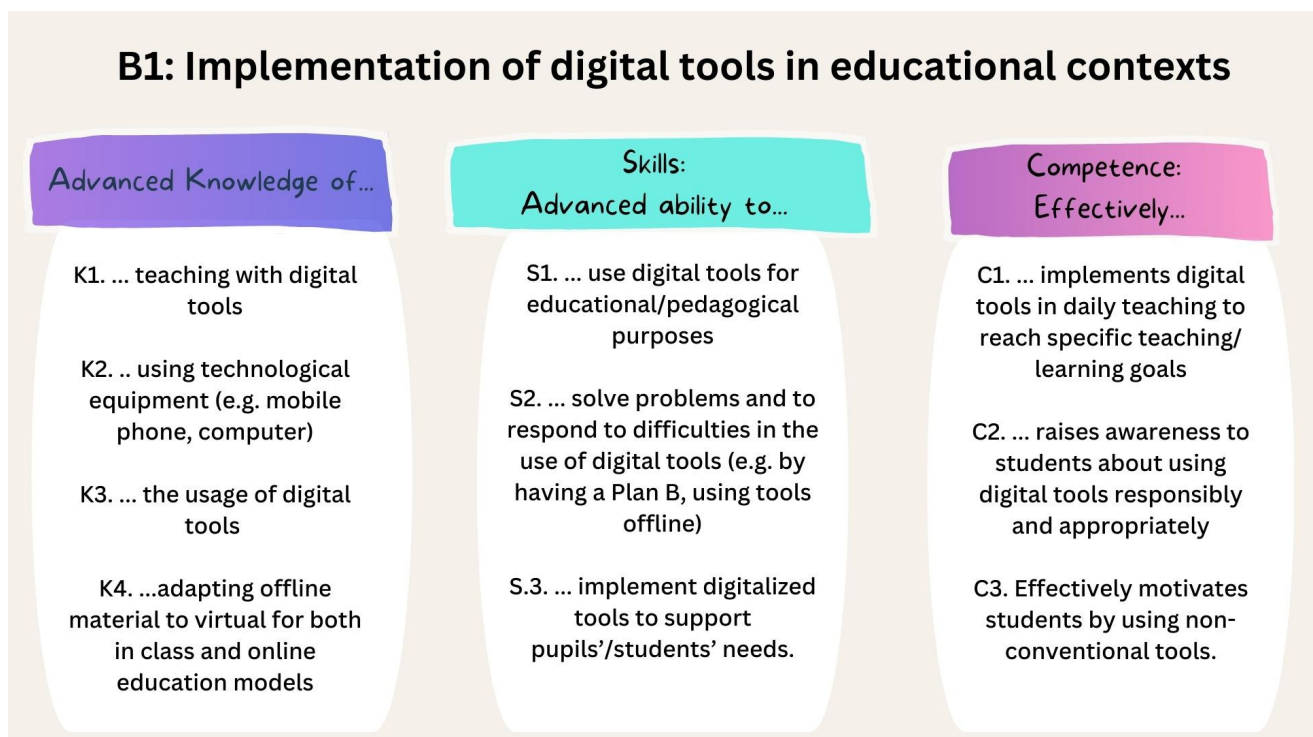 B1: Implementation of digital tools in educational contexts
Advanced Knowledge of...
K1. ... teaching with digital
tools
K2. .. using technological
equipment (e.g. mobile
phone, computer)
K3. ... the usage of digital
tools
K4. ...adapting offline
material to virtual for both
in class and online
education models
Skills:
Advanced ability to...
S1. ... use digital tools for
educational/pedagogical
purposes
S2. ... solve problems and to
respond to difficulties in the
use of digital tools (e.g. by
having a Plan B, using tools
offline)
S.3. ... implement digitalized
tools to support
pupils’/students’ needs.
Competence:
Effectively...
C1. ... implements digital
tools in daily teaching to
reach specific teaching/
learning goals
C2. ... raises awareness to
students about using
digital tools responsibly
and appropriately
C3. Effectively motivates
students by using non-
conventional tools.